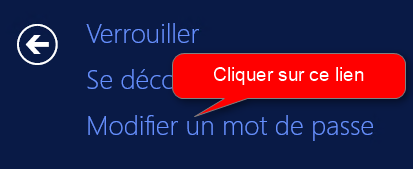 Verrouiller
Cliquer sur ce lien
Se
Modifier un mot de passe